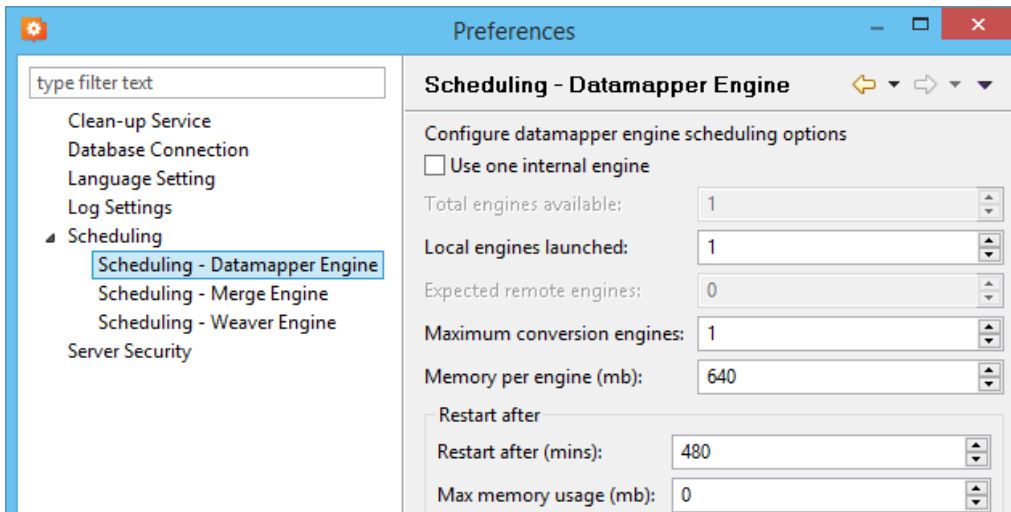 Preferences
type filter text
Clean-up Service
Database Connection
Language Setting
Log Settings
Scheduling
Scheduling - Datamapper Engine
Scheduling - Merge Engine
Scheduling - Weaver Engine
Server Security
Scheduling - Datamapper Engine
Configure datamapper engine scheduling options
Use one internal engine
Total engines available: 1
Local engines launched: 1
Expected remote engines: 0
Maximum conversion engines: 1
Memory per engine (mb): 640
Restart after
Restart after (mins): 480
Max memory usage (mb): 0